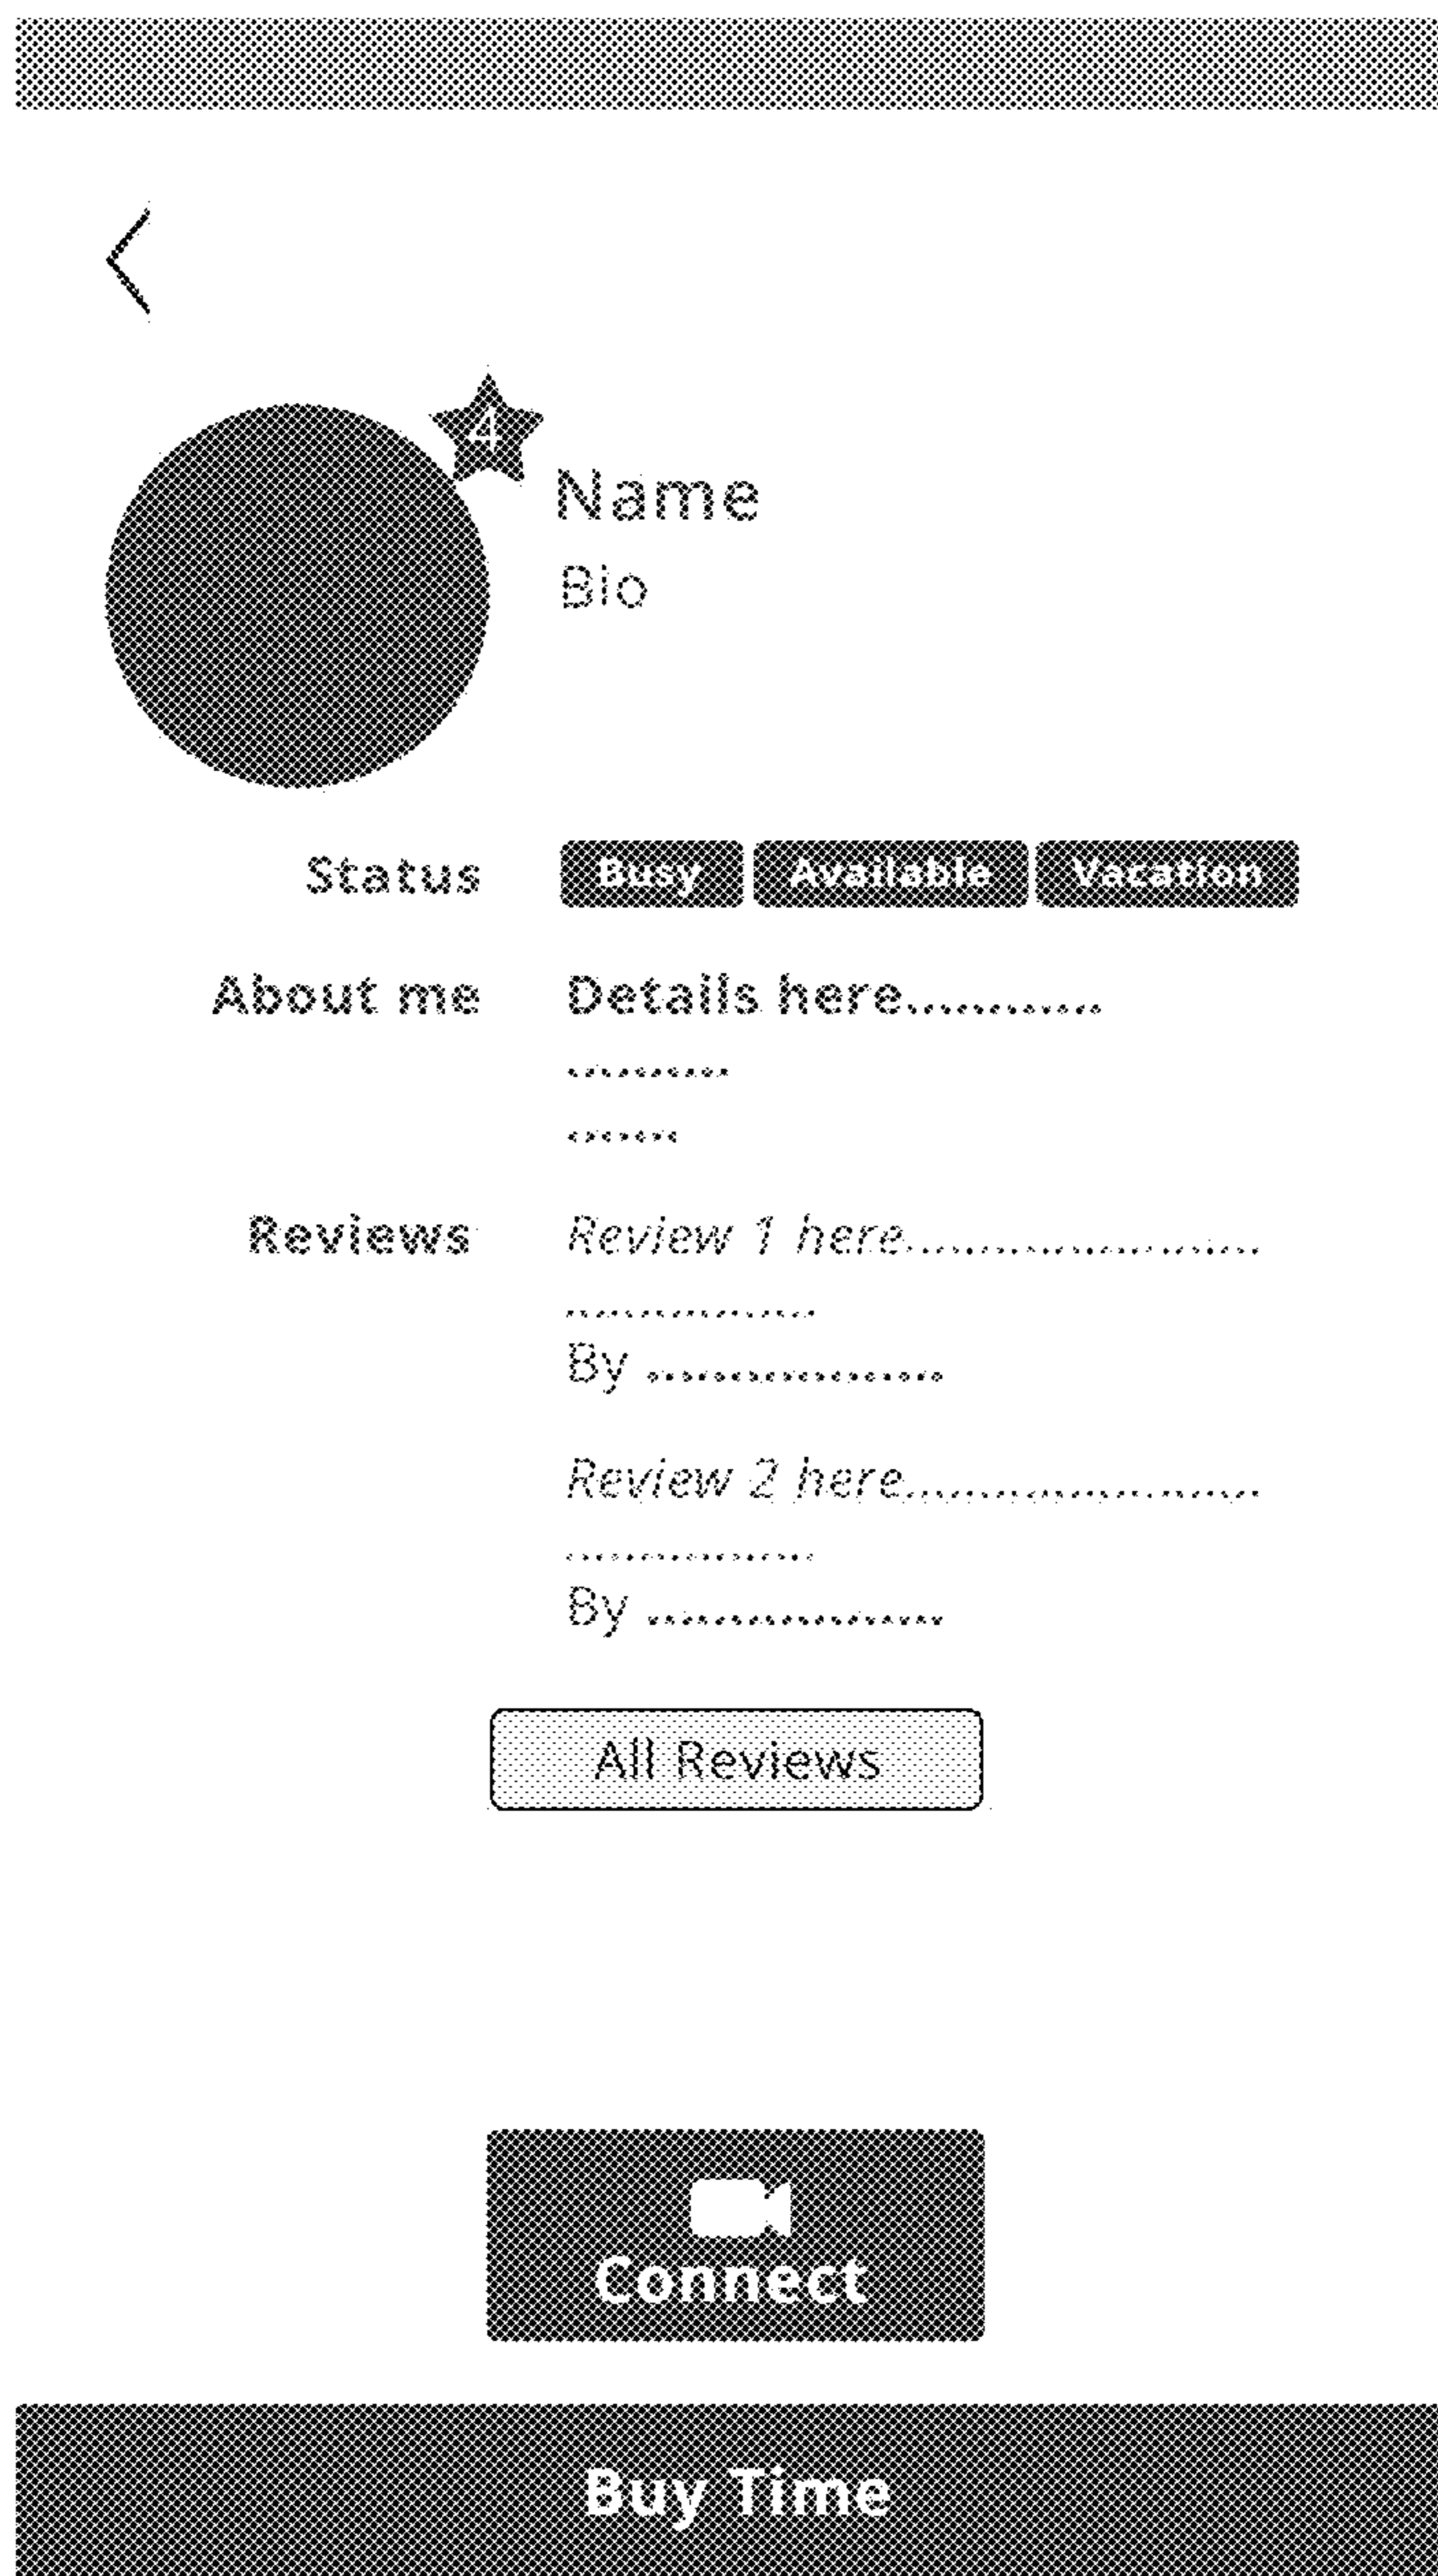 4
Name
Bio
Status Busy Available Vacation
About me Details here............
..........
.......
Reviews Review 1 here........................
.................
By ..................
Review 2 here........................
.................
By ..................
All Reviews
Connect
Buy Time